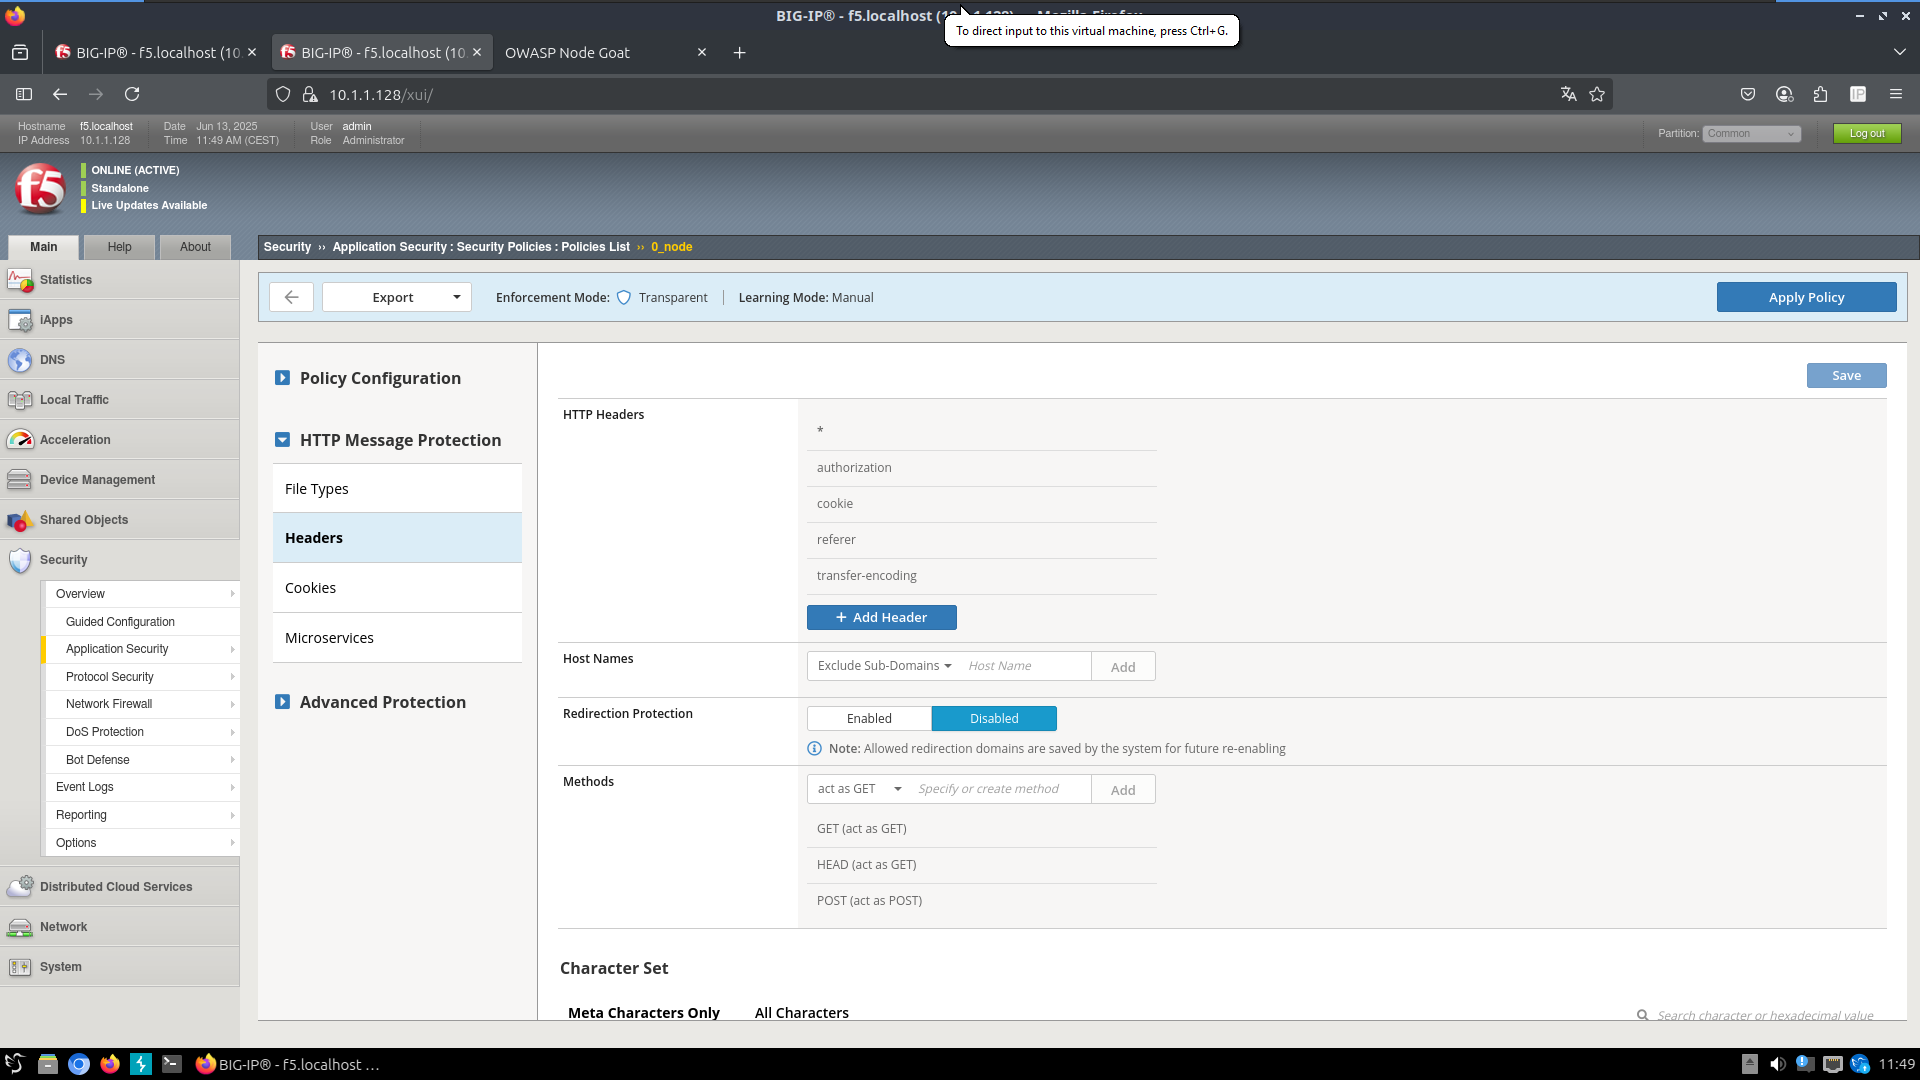 BIG-IP® - f5.localhost (10.1.1.128) — Mozilla Firefox
To direct input to this virtual machine, press Ctrl+G.
BIG-IP® - f5.localhost (10.
BIG-IP® - f5.localhost (10.
OWASP Node Goat
10.1.1.128/xui/
IP
Hostname f5.localhost Date Jun 13, 2025 User admin
IP Address 10.1.1.128 Time 11:49 AM (CEST) Role Administrator
Partition: Common
Log out
f5
ONLINE (ACTIVE)
Standalone
Live Updates Available
Main Help About
Security ›› Application Security : Security Policies : Policies List ›› 0_node
Statistics
iApps
DNS
Local Traffic
Acceleration
Device Management
Shared Objects
Security
Overview
Guided Configuration
Application Security
Protocol Security
Network Firewall
DoS Protection
Bot Defense
Event Logs
Reporting
Options
Distributed Cloud Services
Network
System
Export
Enforcement Mode: Transparent Learning Mode: Manual
Apply Policy
Policy Configuration
HTTP Message Protection
File Types
Headers
Cookies
Microservices
Advanced Protection
Save
HTTP Headers
*
authorization
cookie
referer
transfer-encoding
+ Add Header
Host Names
Exclude Sub-Domains Host Name Add
Redirection Protection
Enabled Disabled
Note: Allowed redirection domains are saved by the system for future re-enabling
Methods
act as GET Specify or create method Add
GET (act as GET)
HEAD (act as GET)
POST (act as POST)
Character Set
Meta Characters Only All Characters
Search character or hexadecimal value
BIG-IP® - f5.localhost …
11:49